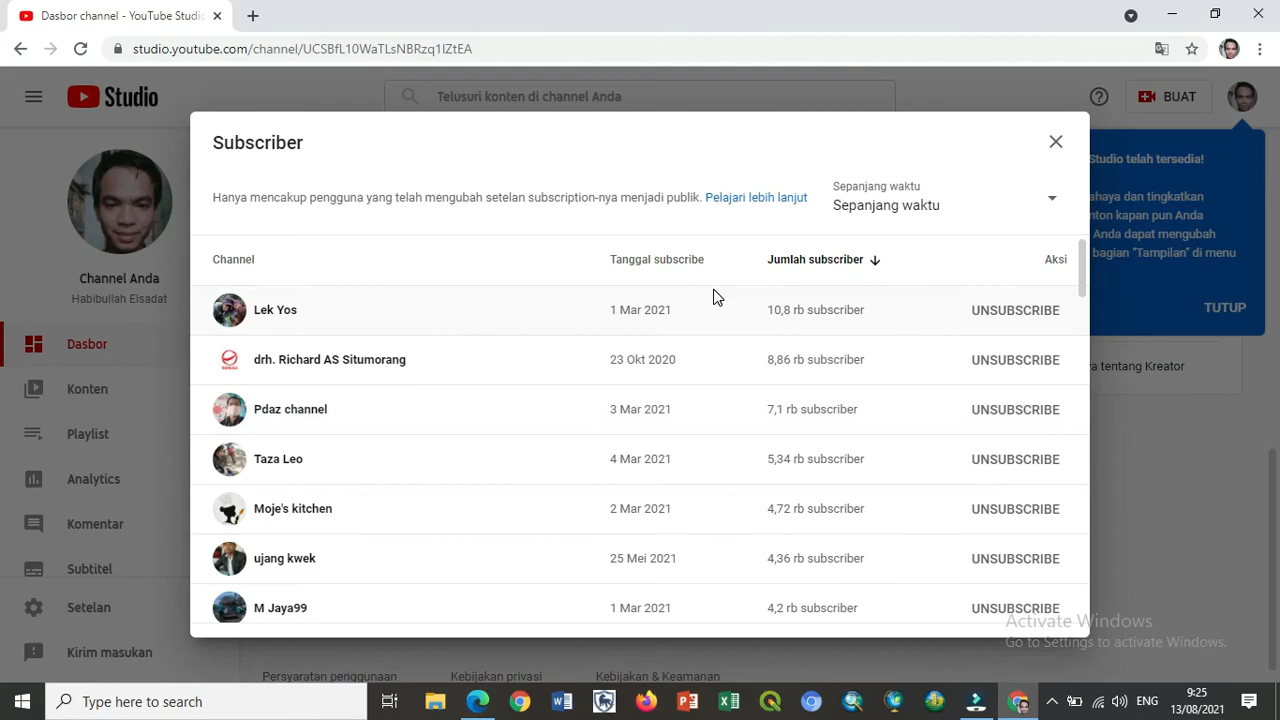 Dasbor channel - YouTube Studio
studio.youtube.com/channel/UCSBfL10WaTLsNBRzq1IZtEA
Studio
Telusuri konten di channel Anda
BUAT
Subscriber
Hanya mencakup pengguna yang telah mengubah setelan subscription-nya menjadi publik. Pelajari lebih lanjut
Sepanjang waktu
Sepanjang waktu
Channel
Tanggal subscribe
Jumlah subscriber
Aksi
Lek Yos
1 Mar 2021
10,8 rb subscriber
UNSUBSCRIBE
drh. Richard AS Situmorang
23 Okt 2020
8,86 rb subscriber
UNSUBSCRIBE
Pdaz channel
3 Mar 2021
7,1 rb subscriber
UNSUBSCRIBE
Taza Leo
4 Mar 2021
5,34 rb subscriber
UNSUBSCRIBE
Moje's kitchen
2 Mar 2021
4,72 rb subscriber
UNSUBSCRIBE
ujang kwek
25 Mei 2021
4,36 rb subscriber
UNSUBSCRIBE
M Jaya99
1 Mar 2021
4,2 rb subscriber
UNSUBSCRIBE
Channel Anda
Habibullah Elsadat
Dasbor
Konten
Playlist
Analytics
Komentar
Subtitel
Setelan
Kirim masukan
Studio telah tersedia!
ahaya dan tingkatkan
nton kapan pun Anda
Anda dapat mengubah
bagian "Tampilan" di menu
TUTUP
a tentang Kreator
Activate Windows
Go to Settings to activate Windows.
Persyaratan penggunaan
Kebijakan privasi
Kebijakan & Keamanan
Type here to search
ENG
9:25
13/08/2021